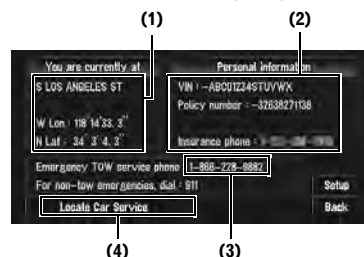 (1) (2)
You are currently at Personal information
S LOS ANGELES ST VIN : -ABC01234STUVWX
Policy number : -32638271138
W Lon : 118°14'33. 3"
N Lat : 34° 3' 4. 3" Insurance phone :
Emergency TOW service phone 1-866-228-9882
For non-tow emergencies, dial : 911 Setup
Locate Car Service Back
(4) (3)